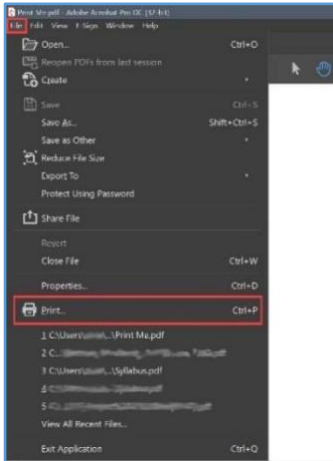 Print Me.pdf - Adobe Acrobat Pro DC (32-bit)
File Edit View E-Sign Window Help
Open... Ctrl+O
Reopen PDFs from last session
Create
Save Ctrl+S
Save As... Shift+Ctrl+S
Save as Other
Reduce File Size
Export To
Protect Using Password
Share File
Revert
Close File Ctrl+W
Properties... Ctrl+D
Print... Ctrl+P
1 C:\Users\...\Print Me.pdf
2 C
3 C:\Users\...\Syllabus.pdf
4
5
View All Recent Files...
Exit Application Ctrl+Q